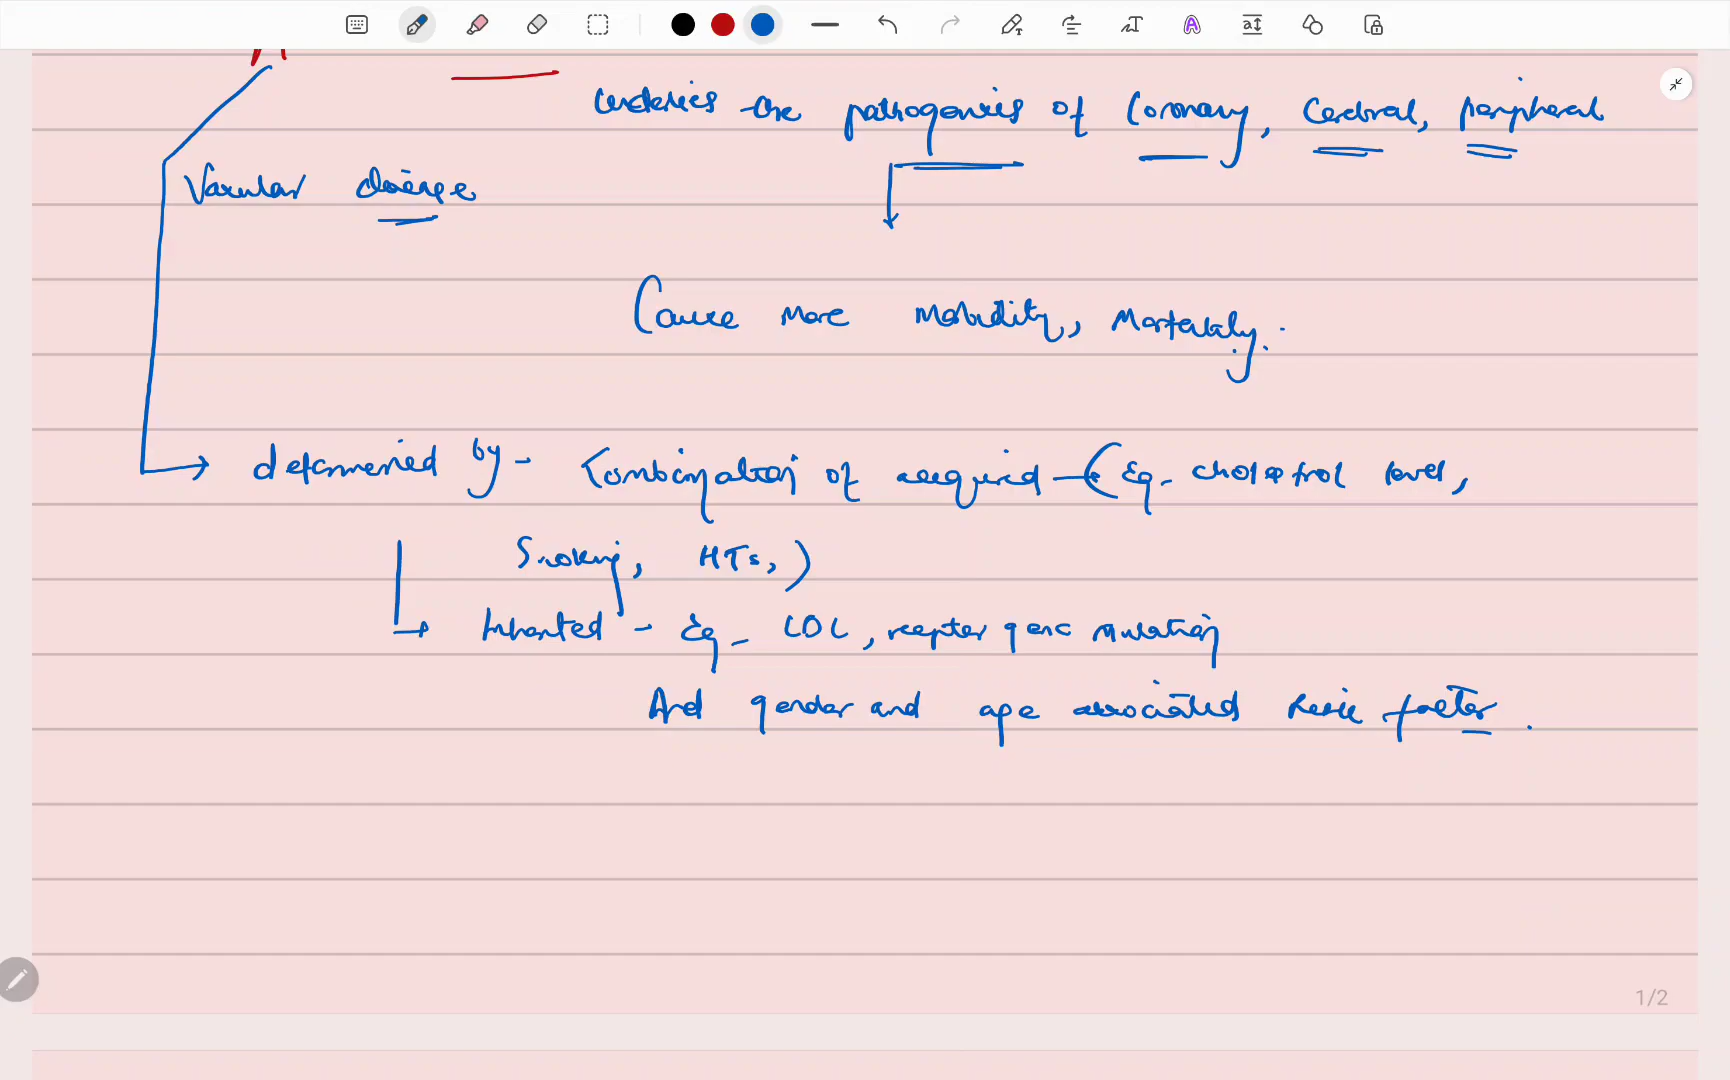 underlies the pathogenesis of Coronary, Cerebral, peripheral
Vascular disease
Cause more morbidity, Mortality.
determined by - Combination of acquired (Eg- cholestrol level,
Smoking, HTs,)
Inherited - Eg - LDL, receptor gene mutation
And gender and age associated Risk factor.
1/2